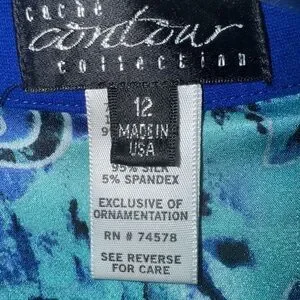 caché
contour
collection
12
MADE IN
USA
95% SILK
5% SPANDEX
EXCLUSIVE OF
ORNAMENTATION
RN # 74578
SEE REVERSE
FOR CARE